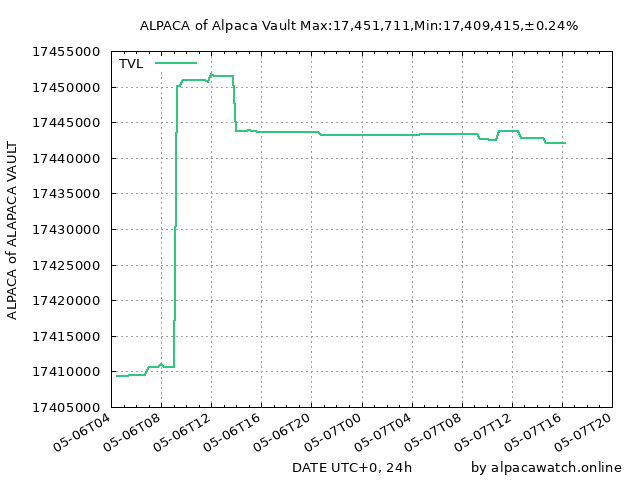 ALPACA of Alpaca Vault Max:17,451,711,Min:17,409,415,±0.24%
TVL
17455000
17450000
17445000
17440000
17435000
17430000
17425000
17420000
17415000
17410000
17405000
ALPACA of ALAPACA VAULT
05-06T04
05-06T08
05-06T12
05-06T16
05-06T20
05-07T00
05-07T04
05-07T08
05-07T12
05-07T16
05-07T20
DATE UTC+0, 24h
by alpacawatch.online